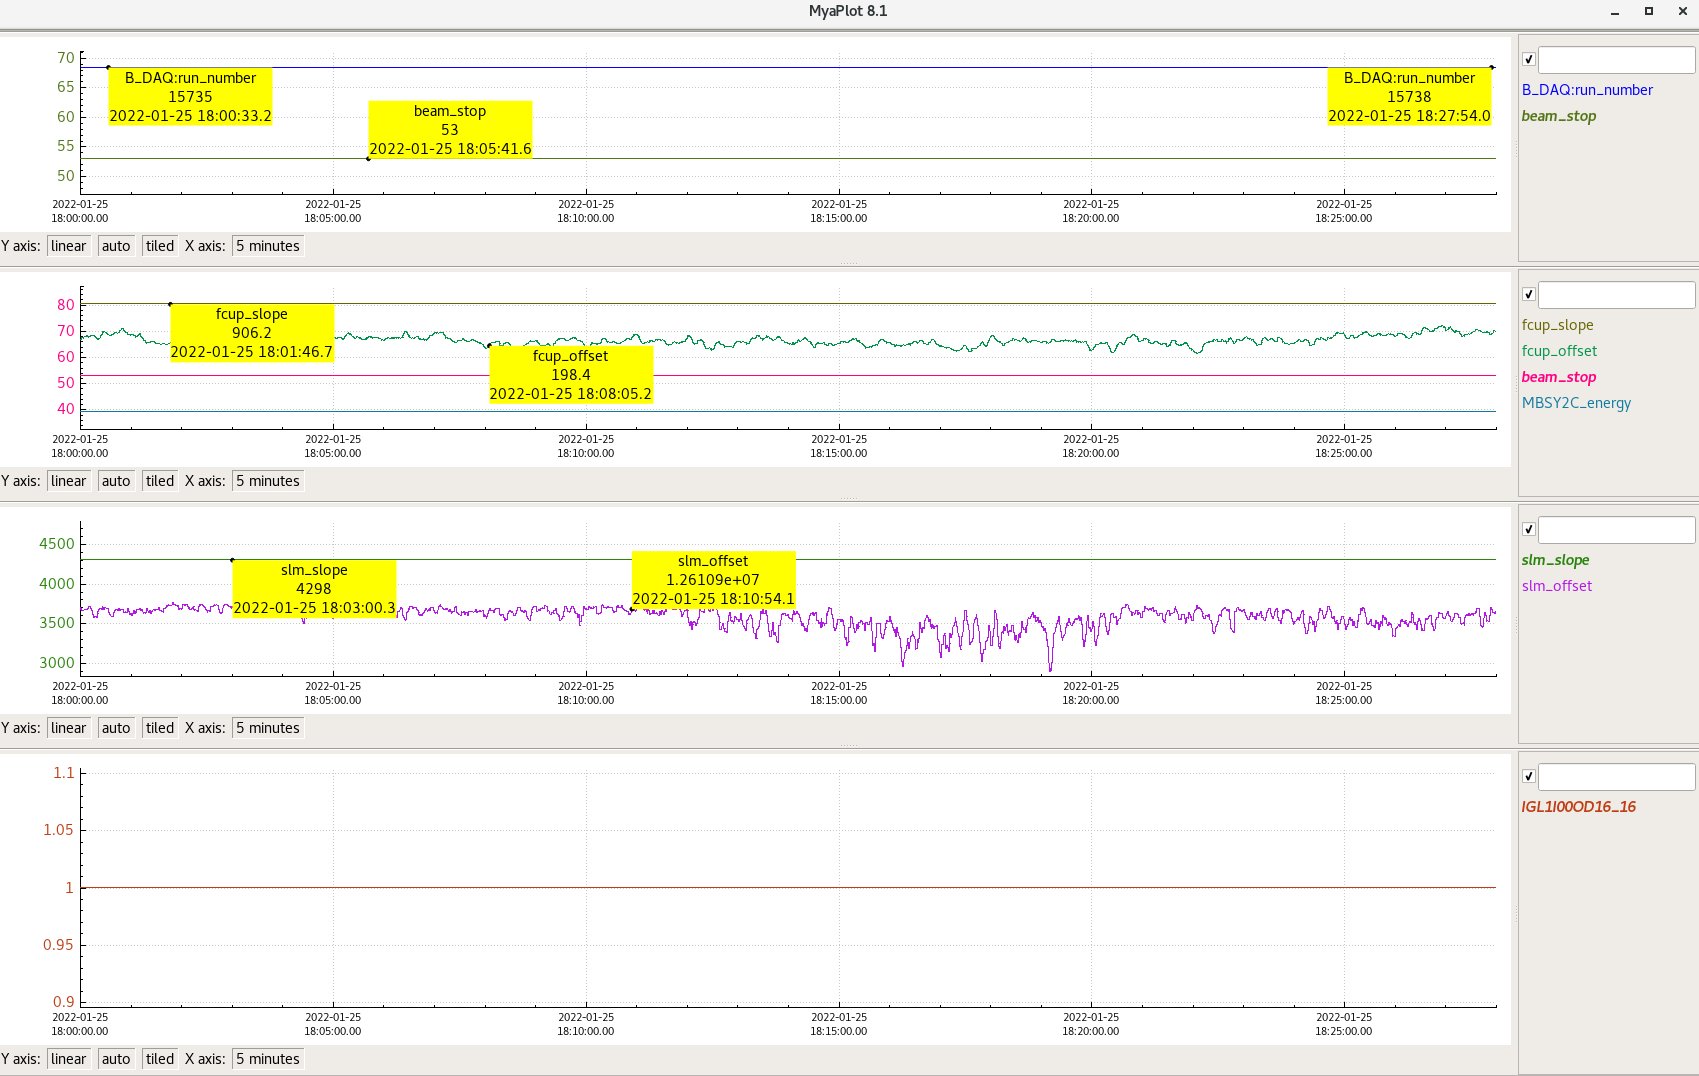 MyaPlot 8.1
70
65
60
55
50
B_DAQ:run_number
15735
2022-01-25 18:00:33.2
beam_stop
53
2022-01-25 18:05:41.6
B_DAQ:run_number
15738
2022-01-25 18:27:54.0
2022-01-25 2022-01-25 2022-01-25 2022-01-25 2022-01-25 2022-01-25
18:00:00.00 18:05:00.00 18:10:00.00 18:15:00.00 18:20:00.00 18:25:00.00
B_DAQ:run_number
beam_stop
Y axis: linear auto tiled X axis: 5 minutes
80
70
60
50
40
fcup_slope
906.2
2022-01-25 18:01:46.7
fcup_offset
198.4
2022-01-25 18:08:05.2
2022-01-25 2022-01-25 2022-01-25 2022-01-25 2022-01-25 2022-01-25
18:00:00.00 18:05:00.00 18:10:00.00 18:15:00.00 18:20:00.00 18:25:00.00
fcup_slope
fcup_offset
beam_stop
MBSY2C_energy
Y axis: linear auto tiled X axis: 5 minutes
4500
4000
3500
3000
slm_slope
4298
2022-01-25 18:03:00.3
slm_offset
1.26109e+07
2022-01-25 18:10:54.1
2022-01-25 2022-01-25 2022-01-25 2022-01-25 2022-01-25 2022-01-25
18:00:00.00 18:05:00.00 18:10:00.00 18:15:00.00 18:20:00.00 18:25:00.00
slm_slope
slm_offset
Y axis: linear auto tiled X axis: 5 minutes
1.1
1.05
1
0.95
0.9
2022-01-25 2022-01-25 2022-01-25 2022-01-25 2022-01-25 2022-01-25
18:00:00.00 18:05:00.00 18:10:00.00 18:15:00.00 18:20:00.00 18:25:00.00
IGL1I00OD16_16
Y axis: linear auto tiled X axis: 5 minutes